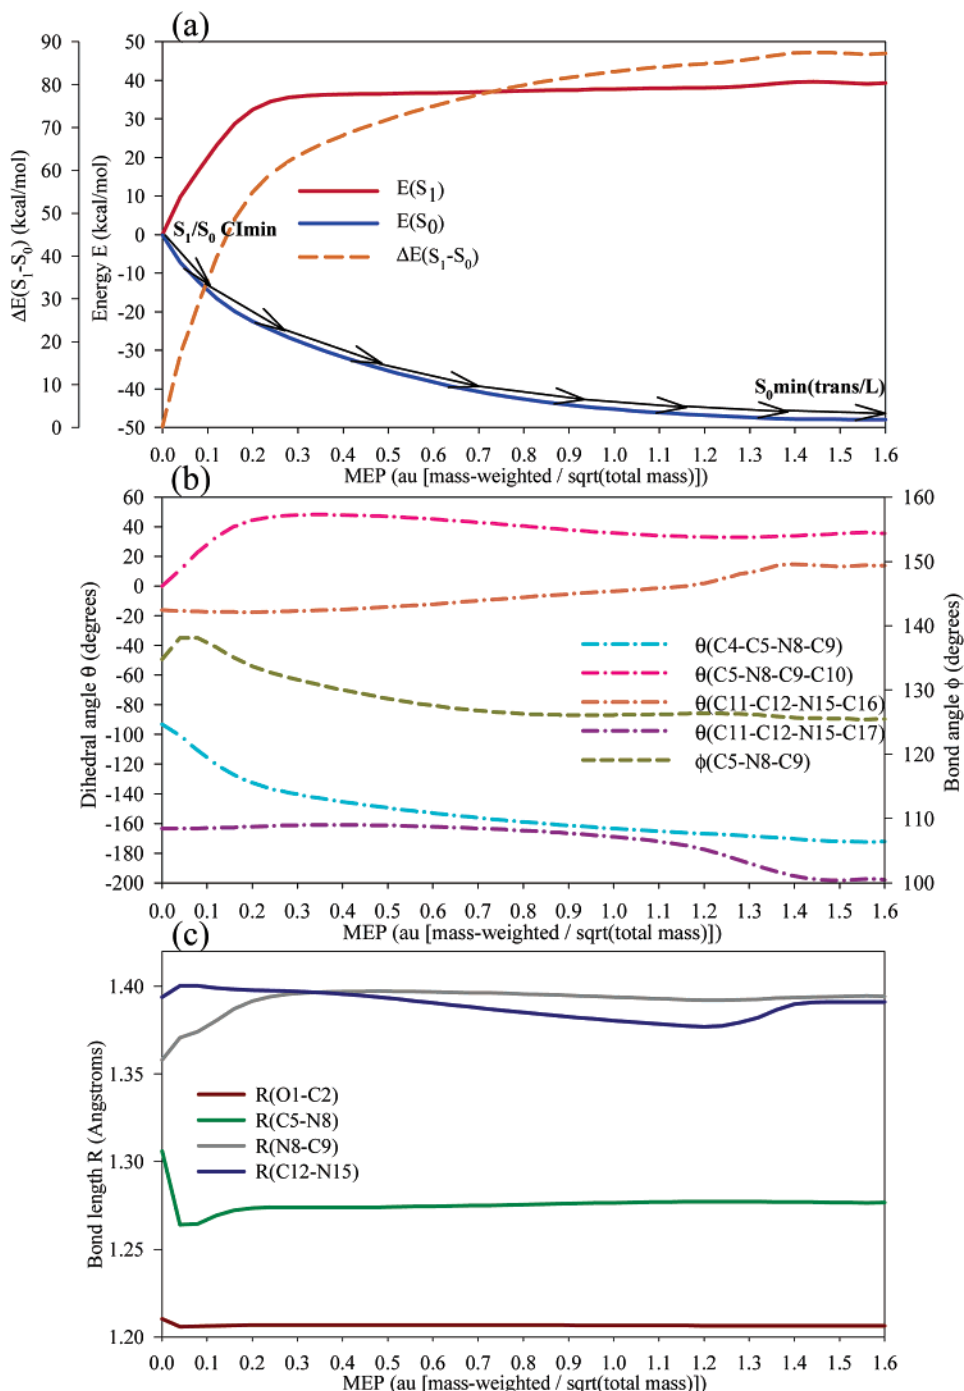 (a)
ΔE(S₁-S₀) (kcal/mol)
90
80
70
60
50
40
30
20
10
0
Energy E (kcal/mol)
50
40
30
20
10
0
-10
-20
-30
-40
-50
E(S₁)
E(S₀)
ΔE(S₁-S₀)
S₁/S₀ CImin
S₀min(trans/L)
0.0 0.1 0.2 0.3 0.4 0.5 0.6 0.7 0.8 0.9 1.0 1.1 1.2 1.3 1.4 1.5 1.6
MEP (au [mass-weighted / sqrt(total mass)])
(b)
Dihedral angle θ (degrees)
60
40
20
0
-20
-40
-60
-80
-100
-120
-140
-160
-180
-200
θ(C4-C5-N8-C9)
θ(C5-N8-C9-C10)
θ(C11-C12-N15-C16)
θ(C11-C12-N15-C17)
ϕ(C5-N8-C9)
160
150
140
130
120
110
100
Bond angle ϕ (degrees)
0.0 0.1 0.2 0.3 0.4 0.5 0.6 0.7 0.8 0.9 1.0 1.1 1.2 1.3 1.4 1.5 1.6
MEP (au [mass-weighted / sqrt(total mass)])
(c)
Bond length R (Angstroms)
1.40
1.35
1.30
1.25
1.20
R(O1-C2)
R(C5-N8)
R(N8-C9)
R(C12-N15)
0.0 0.1 0.2 0.3 0.4 0.5 0.6 0.7 0.8 0.9 1.0 1.1 1.2 1.3 1.4 1.5 1.6
MEP (au [mass-weighted / sqrt(total mass)])